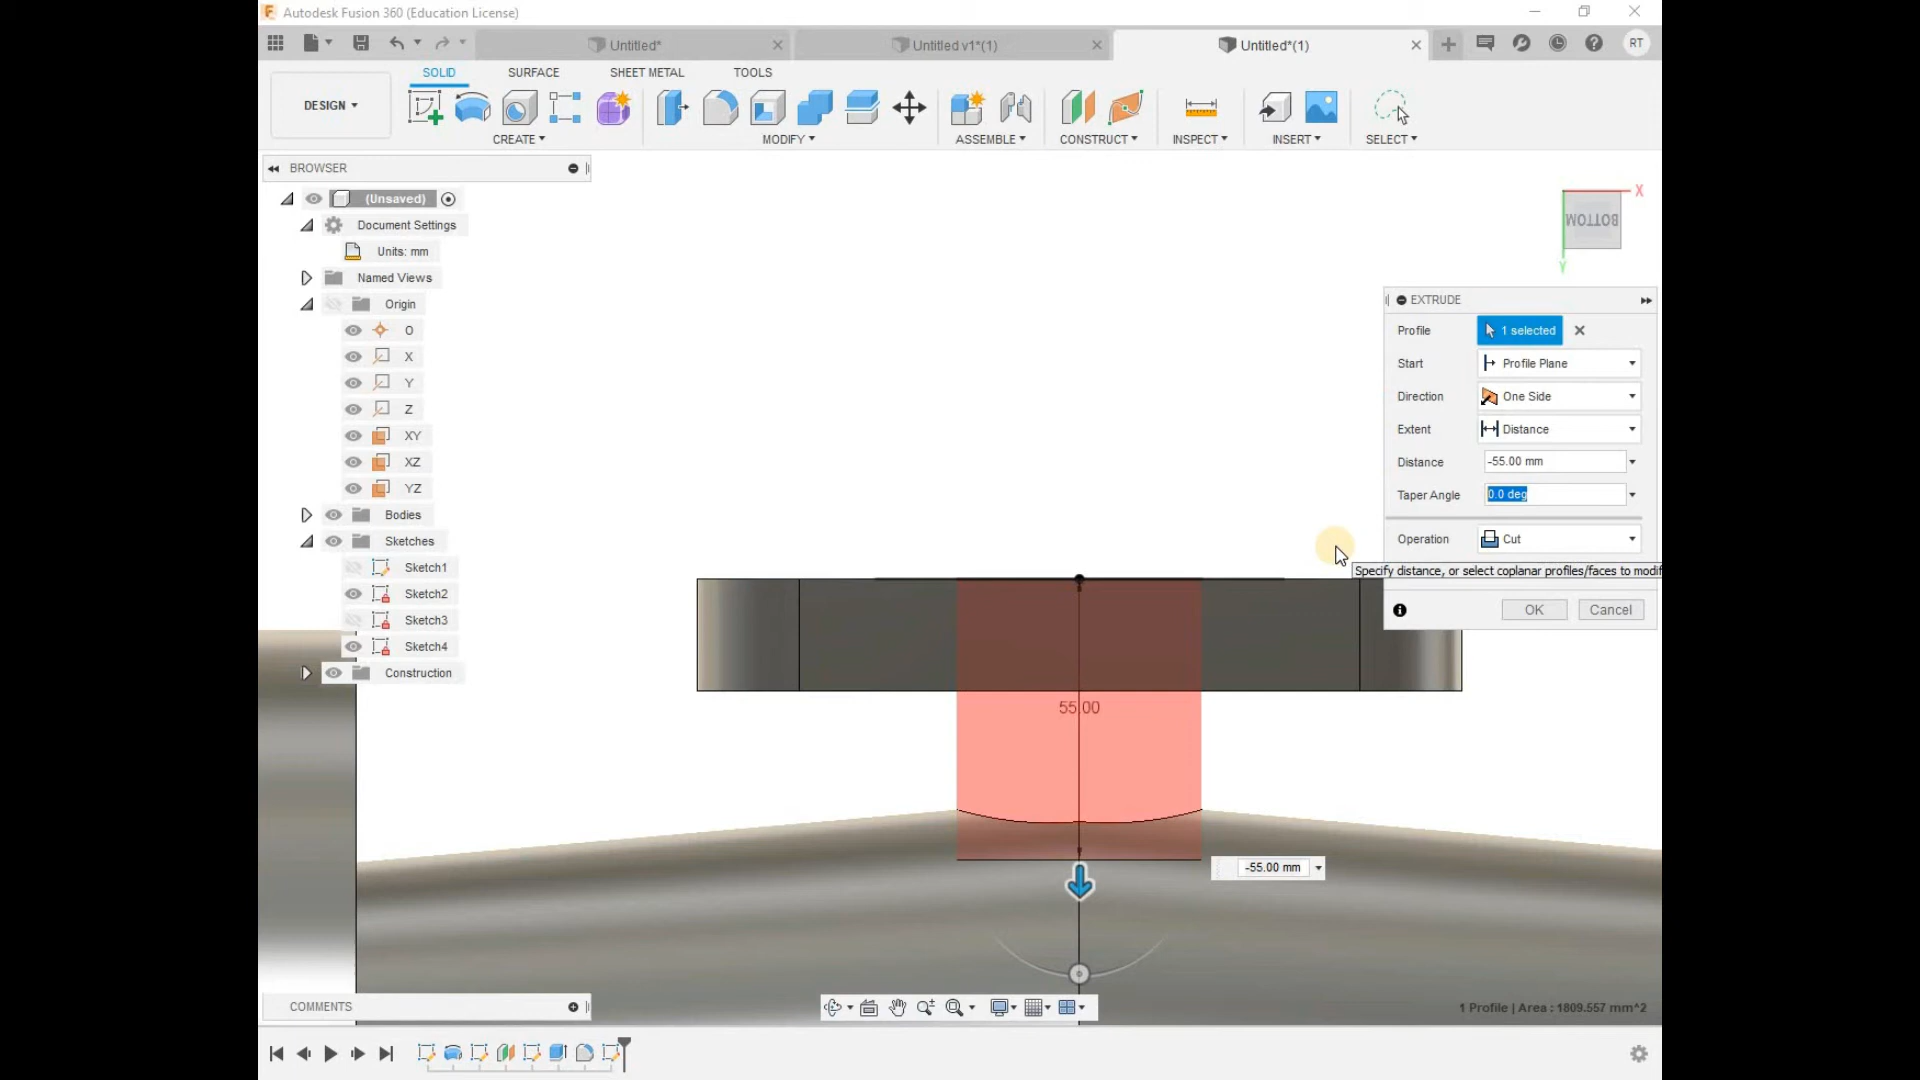 Autodesk Fusion 360 (Education License)
Untitled*
Untitled v1*(1)
Untitled*(1)
RT
SOLID
SURFACE
SHEET METAL
TOOLS
DESIGN
CREATE
MODIFY
ASSEMBLE
CONSTRUCT
INSPECT
INSERT
SELECT
BROWSER
(Unsaved)
Document Settings
Units: mm
Named Views
Origin
O
X
Y
Z
XY
XZ
YZ
Bodies
Sketches
Sketch1
Sketch2
Sketch3
Sketch4
Construction
X
BOTTOM
Y
EXTRUDE
Profile 1 selected
Start Profile Plane
Direction One Side
Extent Distance
Distance -55.00 mm
Taper Angle 0.0 deg
Operation Cut
Specify distance, or select coplanar profiles/faces to modif
OK Cancel
55.00
-55.00 mm
COMMENTS
1 Profile | Area : 1809.557 mm^2